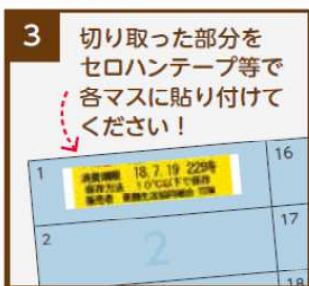 3
切り取った部分を
セロハンテープ等で
各マスに貼り付けて
ください！
1
消費期限 18.7.19 22時
保存方法 10℃以下で保存
16
2
2
17
18